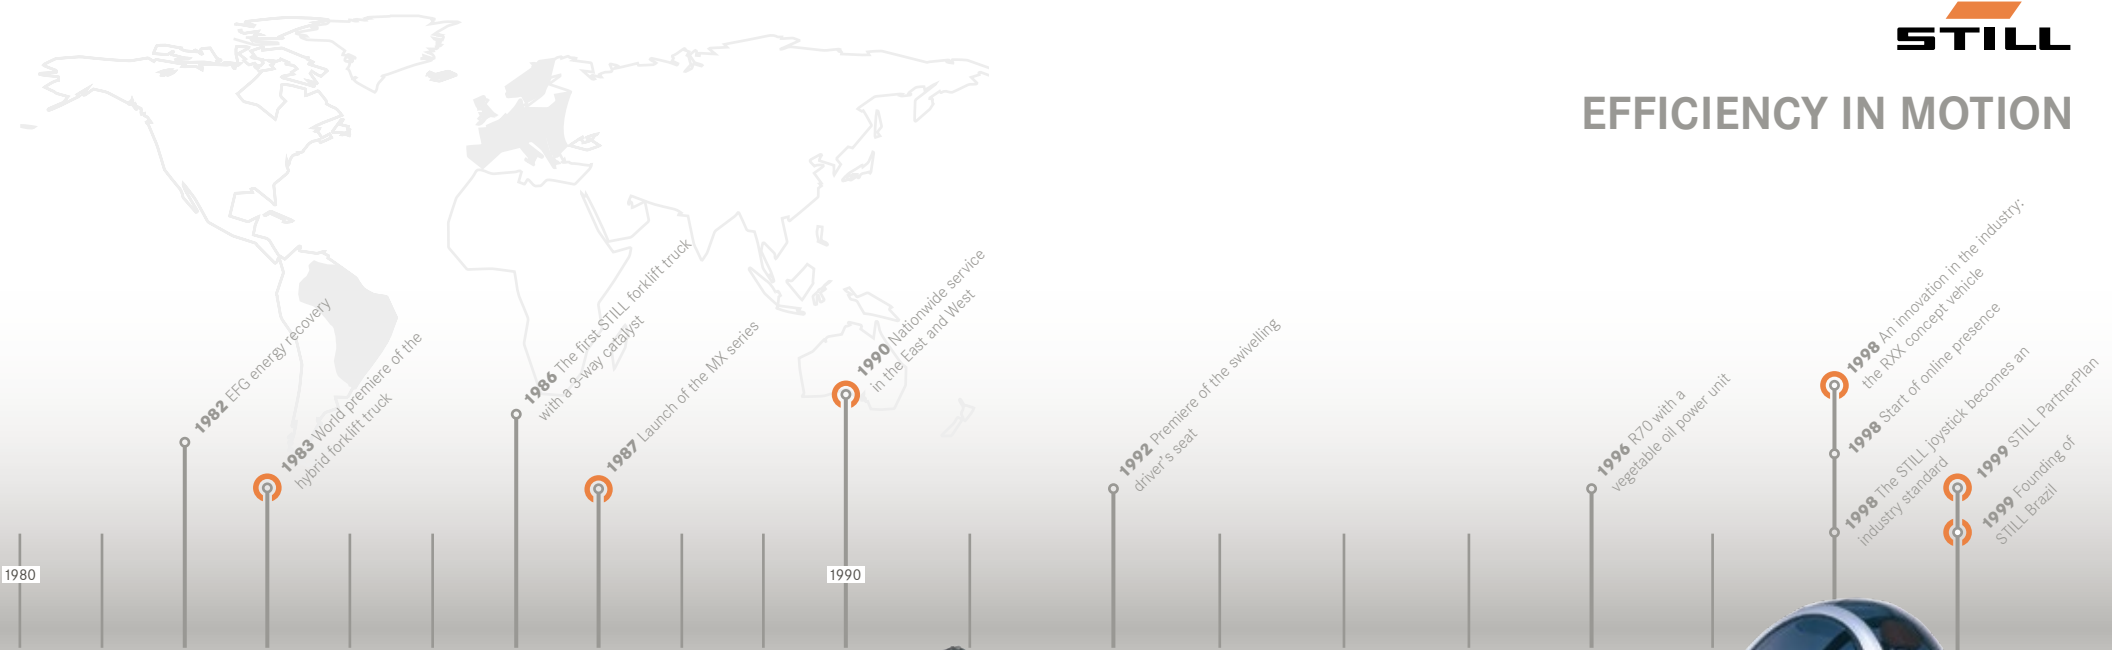 STILL
EFFICIENCY IN MOTION
1982 EFG energy recovery
1983 World premiere of the
hybrid forklift truck
1986 The first STILL forklift truck
with a 3-way catalyst
1987 Launch of the MX series
1990 Nationwide service
in the East and West
1992 Premiere of the swivelling
driver's seat
1996 R70 with a
vegetable oil power unit
1998 An innovation in the industry:
the RXX concept vehicle
1998 Start of online presence
1998 The STILL joystick becomes an
industry standard
1999 STILL PartnerPlan
1999 Founding of
STILL Brazil
1980
1990